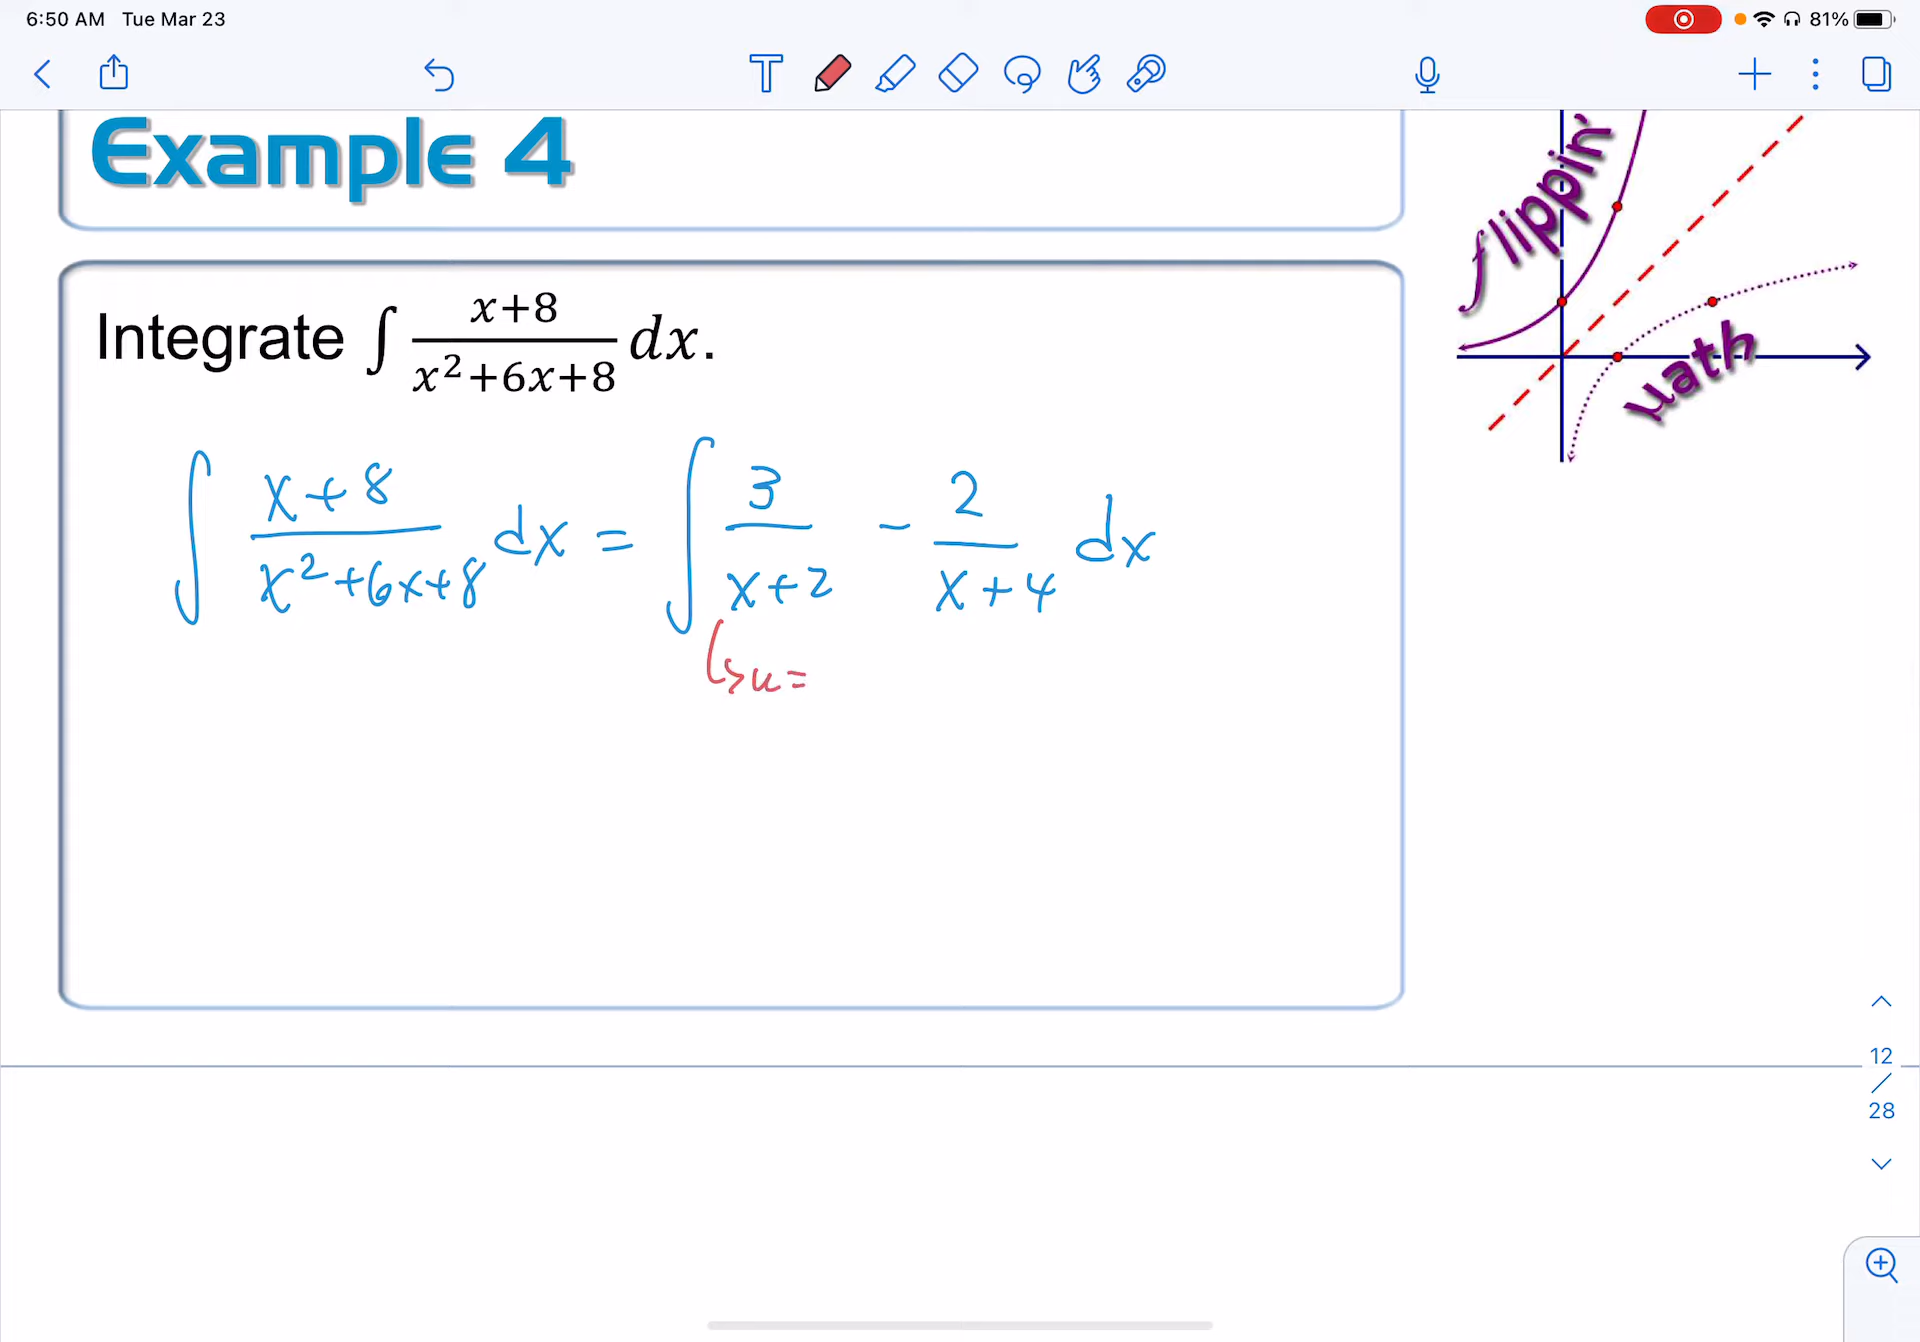 6:50 AM Tue Mar 23
81%
Example 4
flippin'
math
Integrate ∫ x+8 / x²+6x+8 dx.
∫ x+8 / x²+6x+8 dx = ∫ 3 / x+2 - 2 / x+4 dx
↳ u =
12
/
28